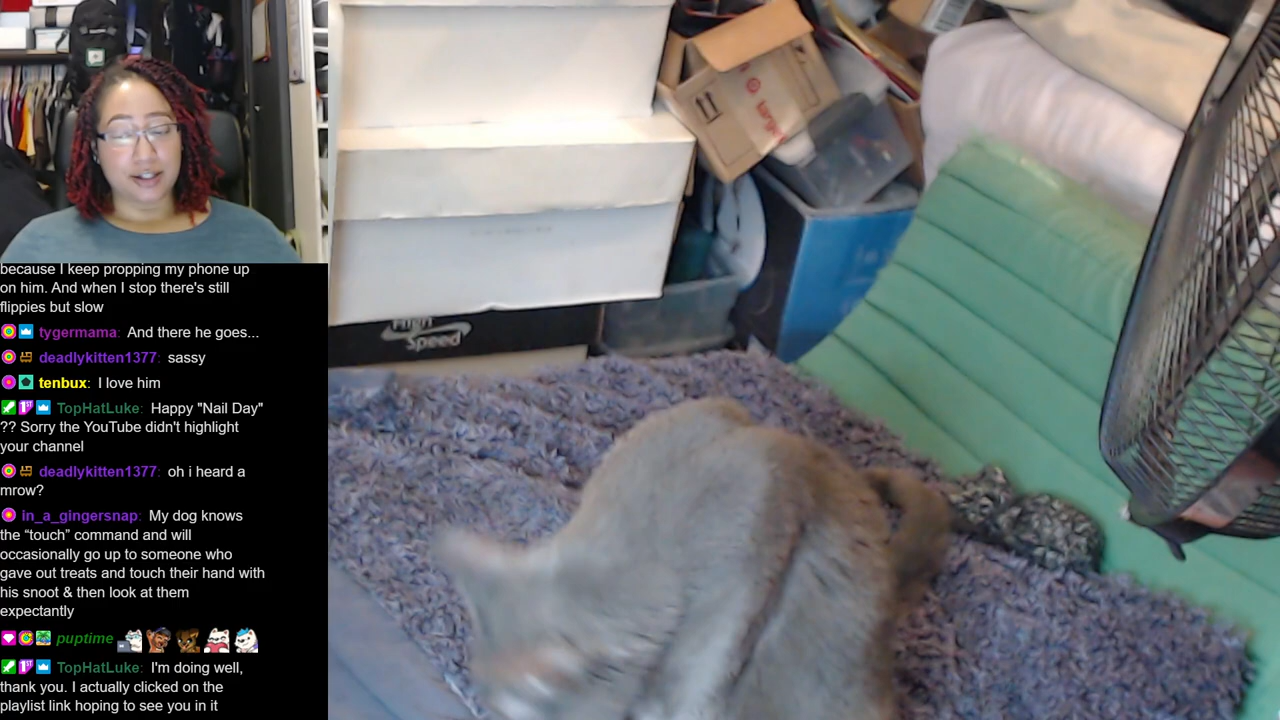 because I keep propping my phone up
on him. And when I stop there's still
flippies but slow
tygermama: And there he goes...
deadlykitten1377: sassy
tenbux: I love him
TopHatLuke: Happy "Nail Day"
?? Sorry the YouTube didn't highlight
your channel
deadlykitten1377: oh i heard a
mrow?
in_a_gingersnap: My dog knows
the “touch” command and will
occasionally go up to someone who
gave out treats and touch their hand with
his snoot & then look at them
expectantly
puptime
TopHatLuke: I'm doing well,
thank you. I actually clicked on the
playlist link hoping to see you in it
High
Speed
target